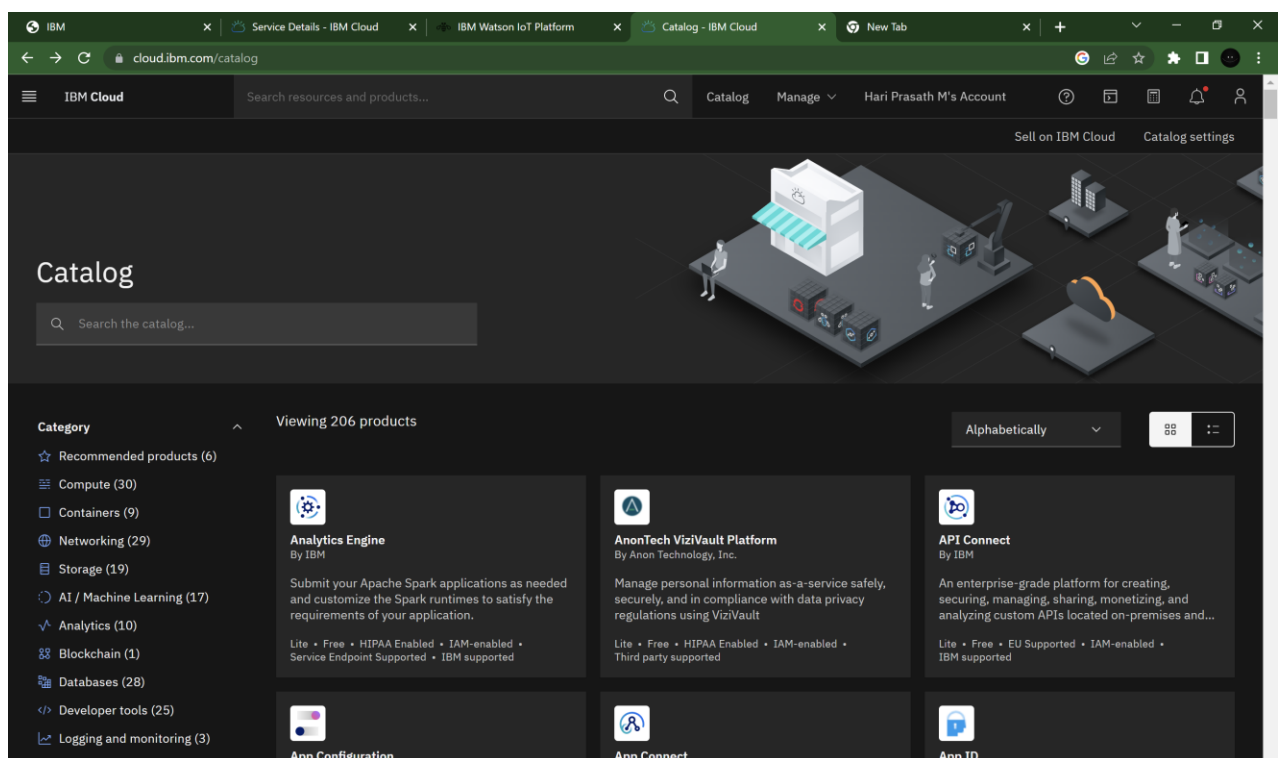 IBM
Service Details - IBM Cloud
IBM Watson IoT Platform
Catalog - IBM Cloud
New Tab
cloud.ibm.com/catalog
IBM Cloud
Search resources and products...
Catalog
Manage
Hari Prasath M's Account
Sell on IBM Cloud
Catalog settings
Catalog
Search the catalog...
Category
Recommended products (6)
Compute (30)
Containers (9)
Networking (29)
Storage (19)
AI / Machine Learning (17)
Analytics (10)
Blockchain (1)
Databases (28)
Developer tools (25)
Logging and monitoring (3)
Viewing 206 products
Alphabetically
Analytics Engine
By IBM
Submit your Apache Spark applications as needed
and customize the Spark runtimes to satisfy the
requirements of your application.
Lite • Free • HIPAA Enabled • IAM-enabled •
Service Endpoint Supported • IBM supported
AnonTech ViziVault Platform
By Anon Technology, Inc.
Manage personal information as-a-service safely,
securely, and in compliance with data privacy
regulations using ViziVault
Lite • Free • HIPAA Enabled • IAM-enabled •
Third party supported
API Connect
By IBM
An enterprise-grade platform for creating,
securing, managing, sharing, monetizing, and
analyzing custom APIs located on-premises and...
Lite • Free • EU Supported • IAM-enabled •
IBM supported
App Configuration
App Connect
App ID